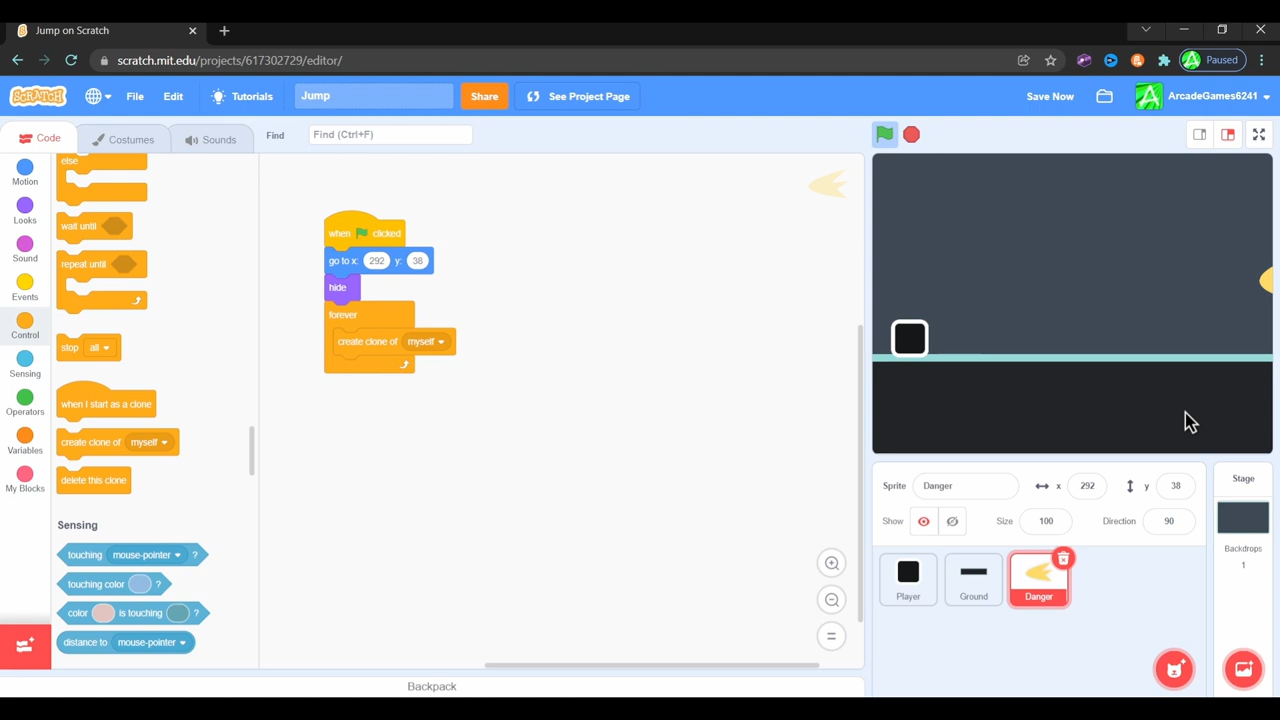 Jump on Scratch
scratch.mit.edu/projects/617302729/editor/
Paused
SCRATCH
File
Edit
Tutorials
Jump
Share
See Project Page
Save Now
ArcadeGames6241
Code
Costumes
Sounds
Find
Find (Ctrl+F)
Motion
Looks
Sound
Events
Control
Sensing
Operators
Variables
My Blocks
else
wait until
repeat until
stop all
when I start as a clone
create clone of myself
delete this clone
Sensing
touching mouse-pointer ?
touching color ?
color is touching ?
distance to mouse-pointer
when clicked
go to x: 292 y: 38
hide
forever
create clone of myself
Backpack
Sprite Danger x 292 y 38
Show Size 100 Direction 90
Player
Ground
Danger
Stage
Backdrops
1